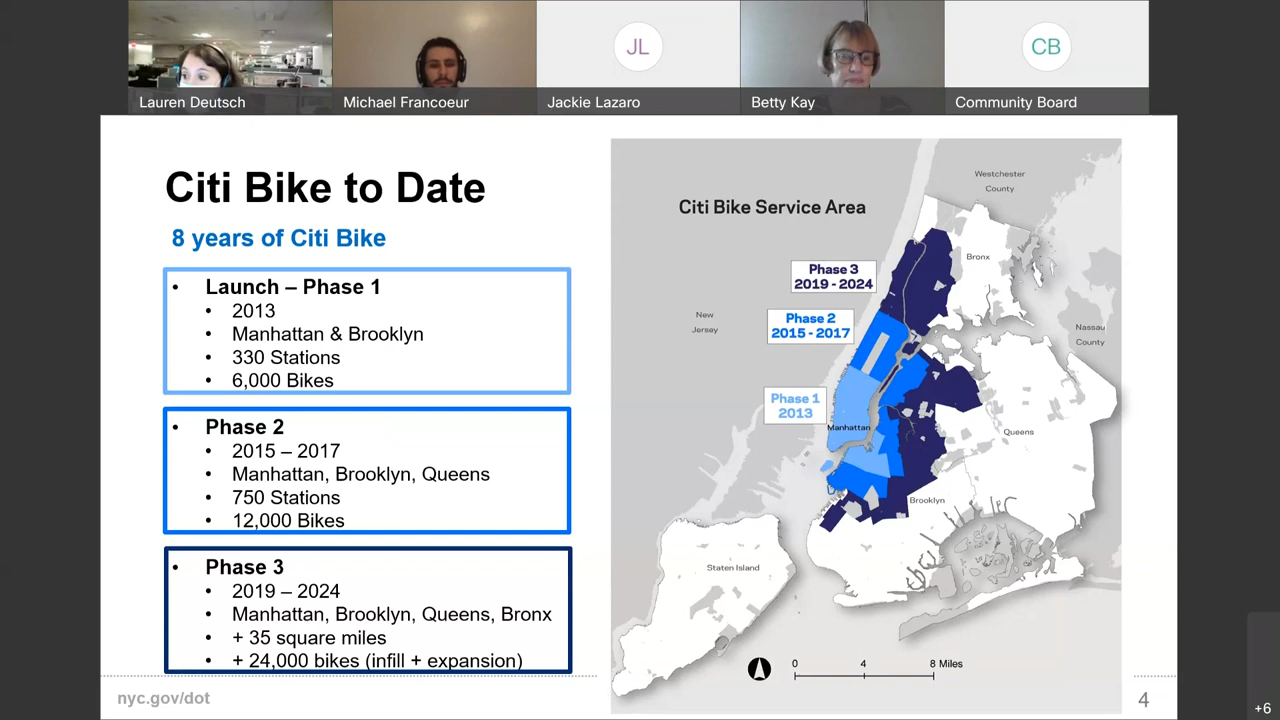 Lauren Deutsch
Michael Francoeur
JL
Jackie Lazaro
Betty Kay
CB
Community Board
Citi Bike to Date
8 years of Citi Bike
• Launch – Phase 1
• 2013
• Manhattan & Brooklyn
• 330 Stations
• 6,000 Bikes
• Phase 2
• 2015 – 2017
• Manhattan, Brooklyn, Queens
• 750 Stations
• 12,000 Bikes
• Phase 3
• 2019 – 2024
• Manhattan, Brooklyn, Queens, Bronx
• + 35 square miles
• + 24,000 bikes (infill + expansion)
Citi Bike Service Area
Westchester
County
Bronx
Phase 3
2019 - 2024
Phase 2
2015 - 2017
New
Jersey
Nassau
County
Phase 1
2013
Manhattan
Queens
Brooklyn
Staten Island
0 4 8 Miles
nyc.gov/dot
4
+6